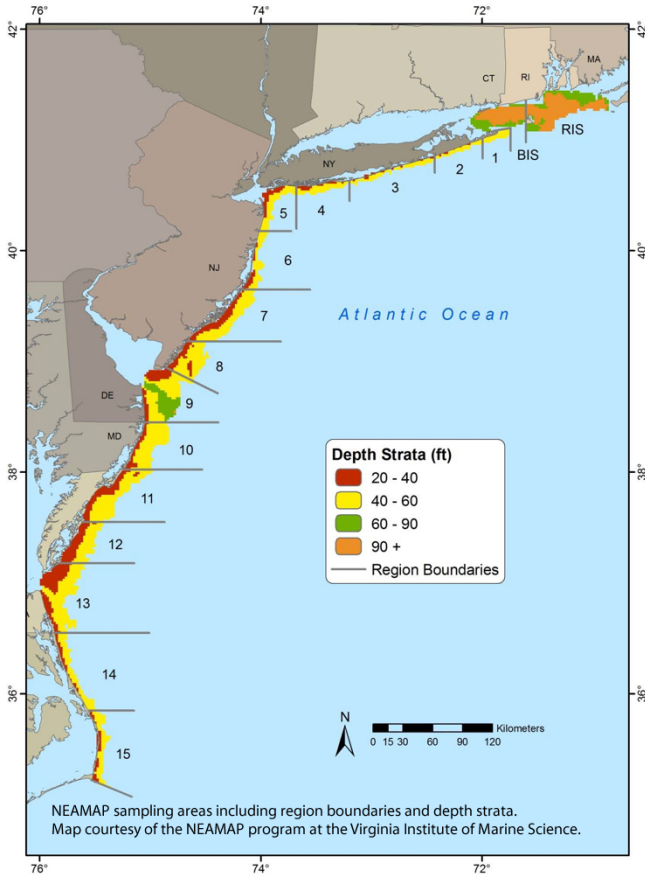 76°
74°
72°
42°
42°
CT
RI
MA
RIS
BIS
NY
1
2
3
4
5
40°
40°
6
NJ
7
Atlantic Ocean
8
DE
9
MD
10
38°
38°
11
12
13
14
15
Depth Strata (ft)
20 - 40
40 - 60
60 - 90
90 +
Region Boundaries
36°
36°
N
Kilometers
0 15 30 60 90 120
NEAMAP sampling areas including region boundaries and depth strata.
Map courtesy of the NEAMAP program at the Virginia Institute of Marine Science.
76°
74°
72°